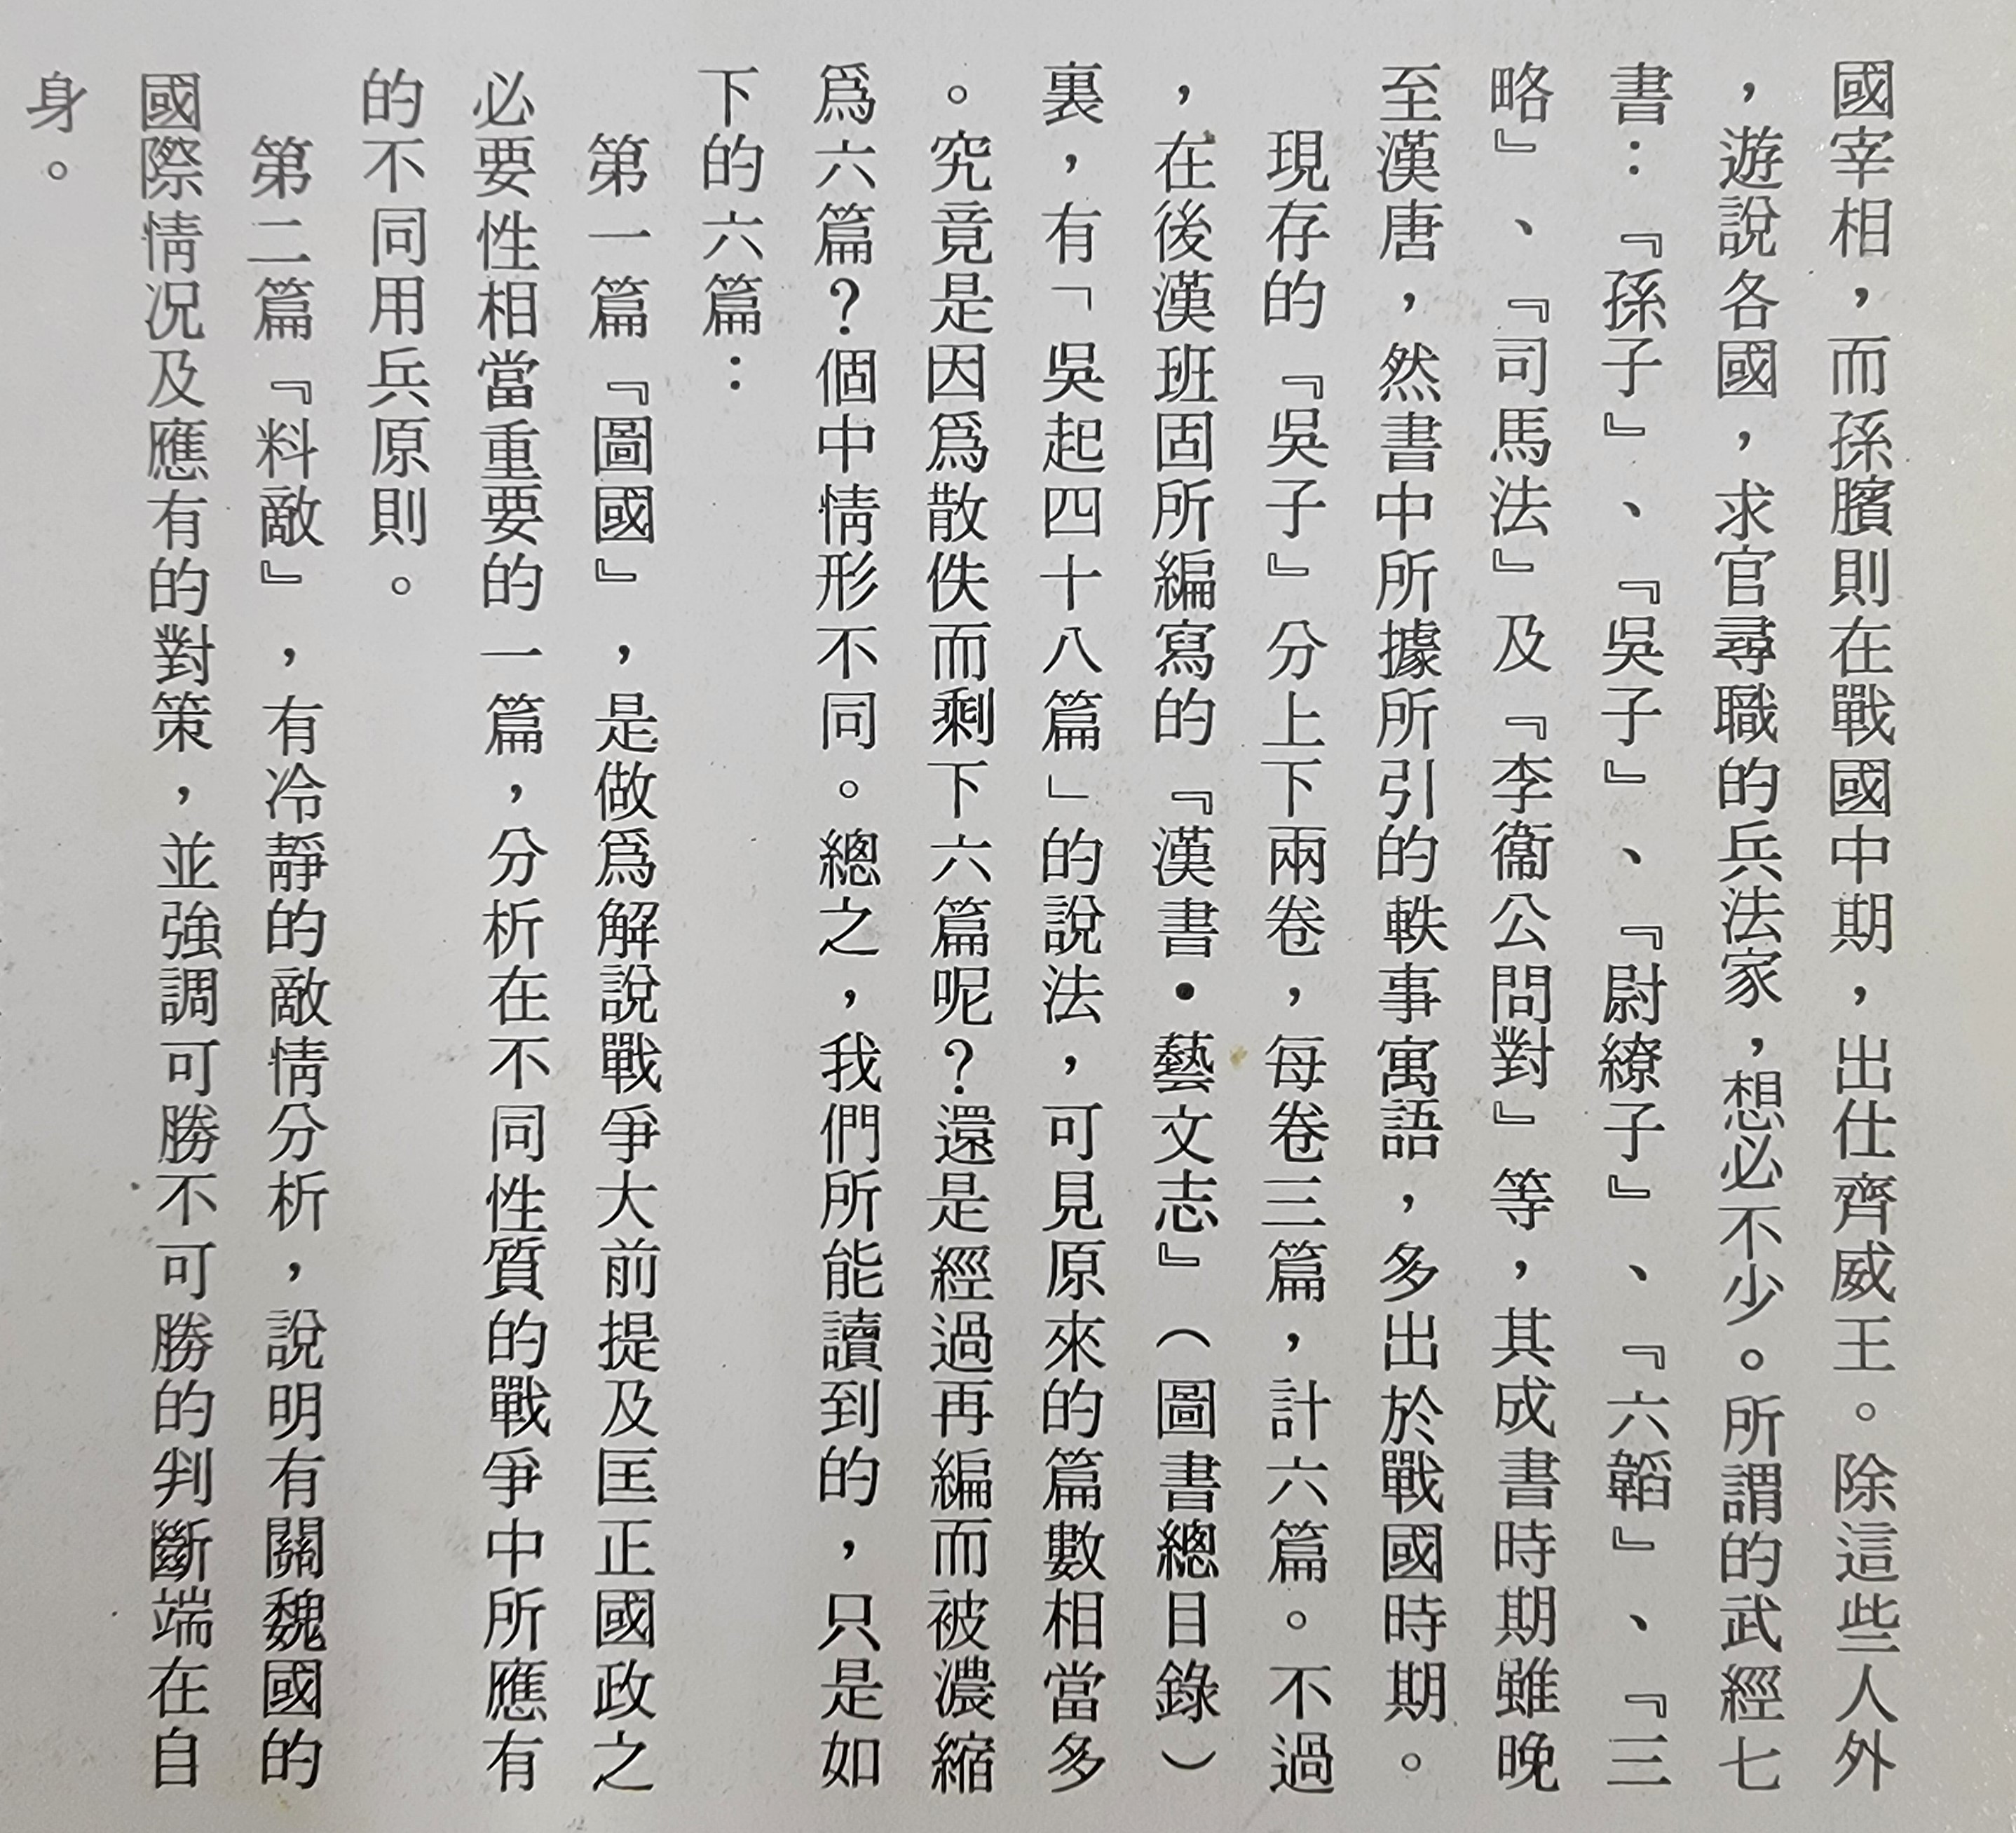 國宰相，而孫臏則在戰國中期，出仕齊威王。除這些人外
，遊說各國，求官尋職的兵法家，想必不少。所謂的武經七
書：『孫子』、『吳子』、『尉繚子』、『六韜』、『三
略』、『司馬法』及『李衞公問對』等，其成書時期雖晚
至漢唐，然書中所據所引的軼事寓語，多出於戰國時期。
現存的『吳子』分上下兩卷，每卷三篇，計六篇。不過
，在後漢班固所編寫的『漢書•藝文志』（圖書總目錄）
裏，有「吳起四十八篇」的說法，可見原來的篇數相當多
。究竟是因爲散佚而剩下六篇呢？還是經過再編而被濃縮
爲六篇？個中情形不同。總之，我們所能讀到的，只是如
下的六篇：
第一篇『圖國』，是做爲解說戰爭大前提及匡正國政之
必要性相當重要的一篇，分析在不同性質的戰爭中所應有
的不同用兵原則。
第二篇『料敵』，有冷靜的敵情分析，說明有關魏國的
國際情況及應有的對策，並強調可勝不可勝的判斷端在自
身。